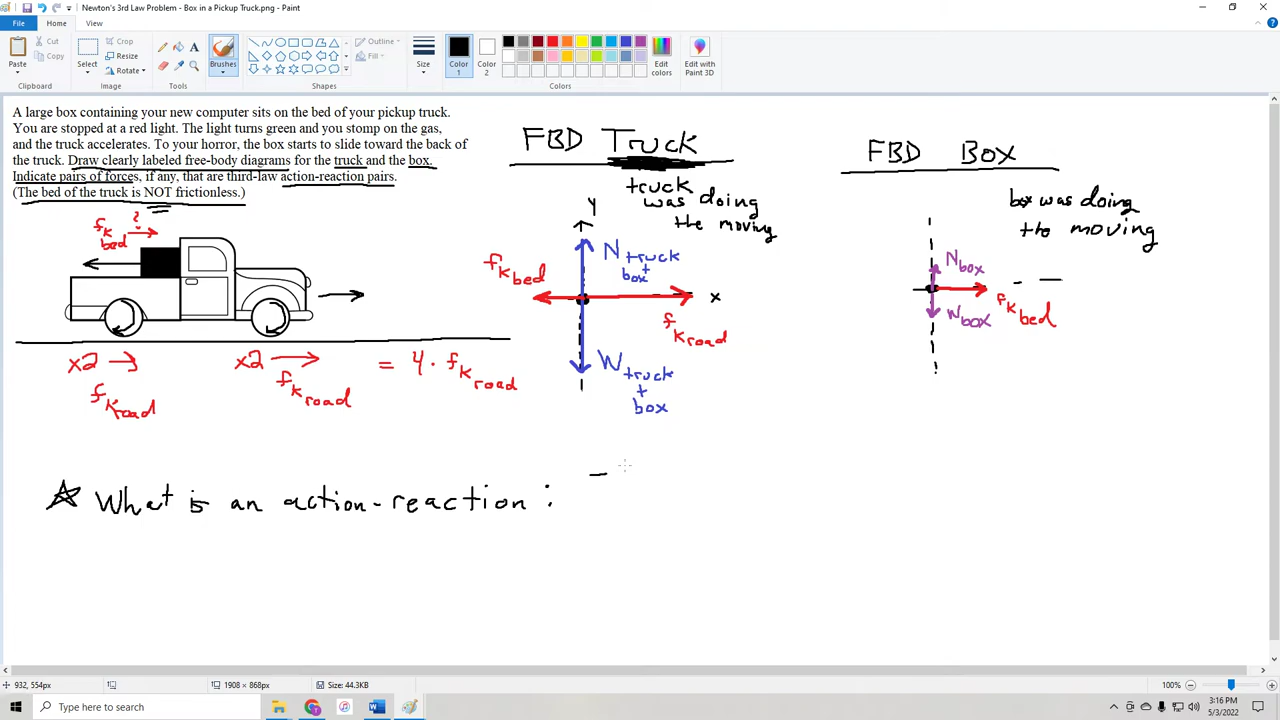 Newton's 3rd Law Problem - Box in a Pickup Truck.png - Paint
File Home View
Cut
Copy
Paste
Clipboard
Select
Crop
Resize
Rotate
Image
Tools
Brushes
Shapes
Outline
Fill
Size
Color 1
Color 2
Edit colors
Colors
Edit with Paint 3D
A large box containing your new computer sits on the bed of your pickup truck.
You are stopped at a red light. The light turns green and you stomp on the gas,
and the truck accelerates. To your horror, the box starts to slide toward the back of
the truck. Draw clearly labeled free-body diagrams for the truck and the box.
Indicate pairs of forces, if any, that are third-law action-reaction pairs.
(The bed of the truck is NOT frictionless.)
FBD Truck
truck
was doing
the moving
y
x
N truck + box
fk bed
fk road
W truck + box
FBD Box
box was doing
the moving
N box
fk bed
W box
fk bed ?
x2
fk road
x2
fk road
= 4 · fk road
What is an action-reaction :
932, 554px
1908 × 868px
Size: 44.3KB
100%
Type here to search
3:16 PM
5/3/2022